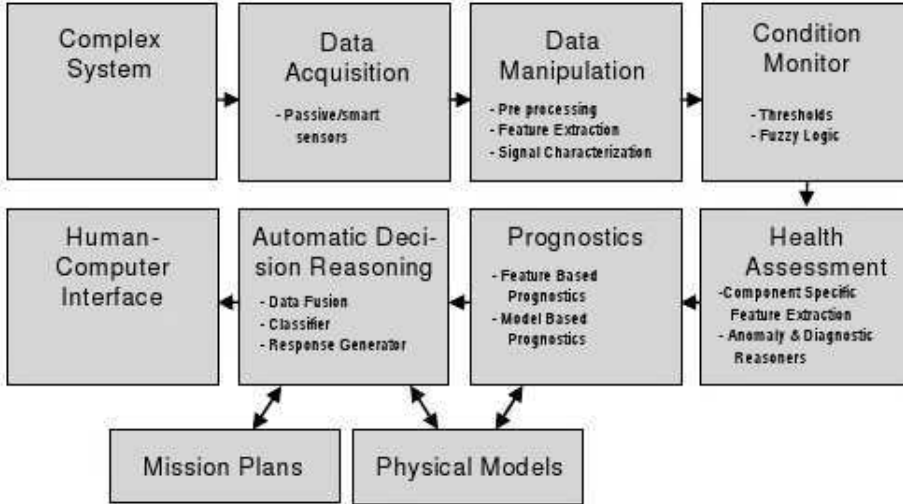 Complex
System
Data
Acquisition
- Passive/smart
sensors
Data
Manipulation
- Pre processing
- Feature Extraction
- Signal Characterization
Condition
Monitor
- Thresholds
- Fuzzy Logic
Human-
Computer
Interface
Automatic Deci-
sion Reasoning
- Data Fusion
- Classifier
- Response Generator
Prognostics
- Feature Based
Prognostics
- Model Based
Prognostics
Health
Assessment
-Component Specific
Feature Extraction
- Anomaly & Diagnostic
Reasoners
Mission Plans
Physical Models